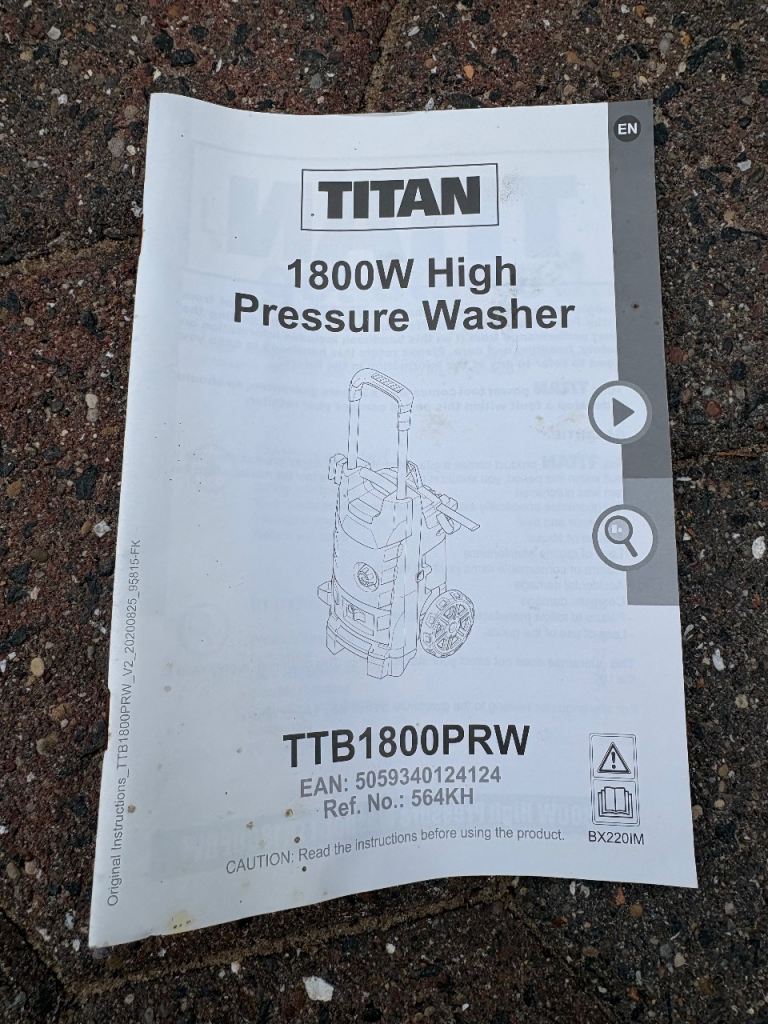 EN
TITAN
1800W High
Pressure Washer
Original Instructions_TTB1800PRW_V2_20200825_95815-FK
TTB1800PRW
EAN: 5059340124124
Ref. No.: 564KH
BX220IM
CAUTION: Read the instructions before using the product.